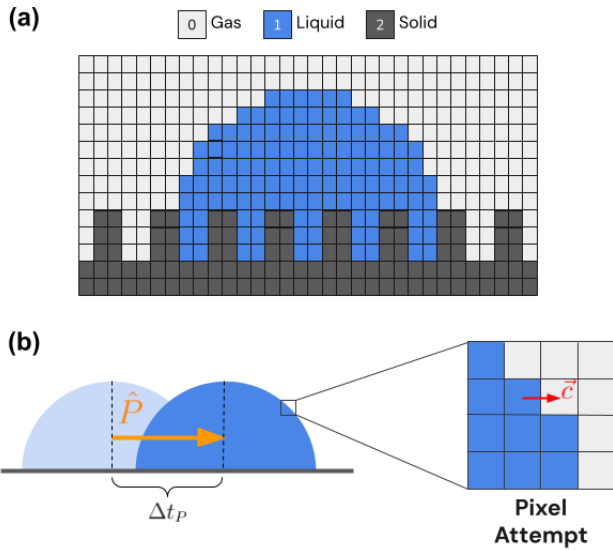 (a)
0 Gas 1 Liquid 2 Solid
(b)
P̂
c⃗
Δt_P
Pixel
Attempt